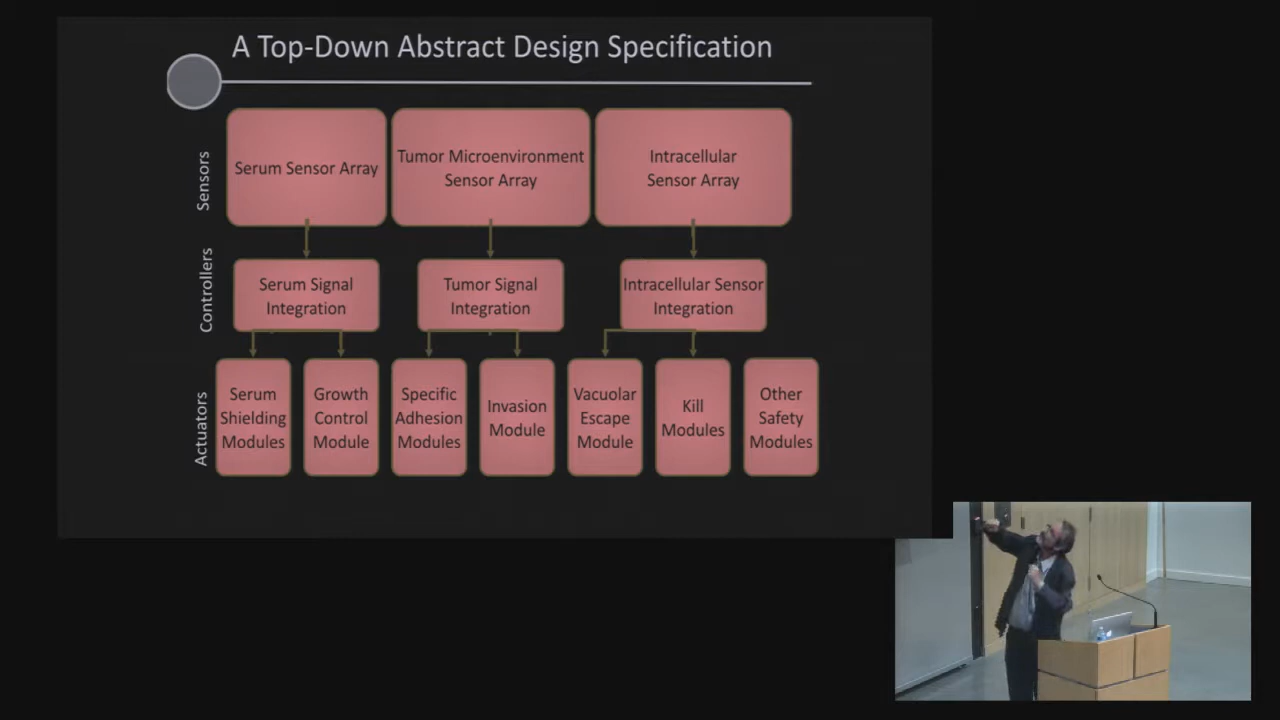 A Top-Down Abstract Design Specification
Sensors
Serum Sensor Array
Tumor Microenvironment
Sensor Array
Intracellular
Sensor Array
Controllers
Serum Signal
Integration
Tumor Signal
Integration
Intracellular Sensor
Integration
Actuators
Serum
Shielding
Modules
Growth
Control
Module
Specific
Adhesion
Modules
Invasion
Module
Vacuolar
Escape
Module
Kill
Modules
Other
Safety
Modules